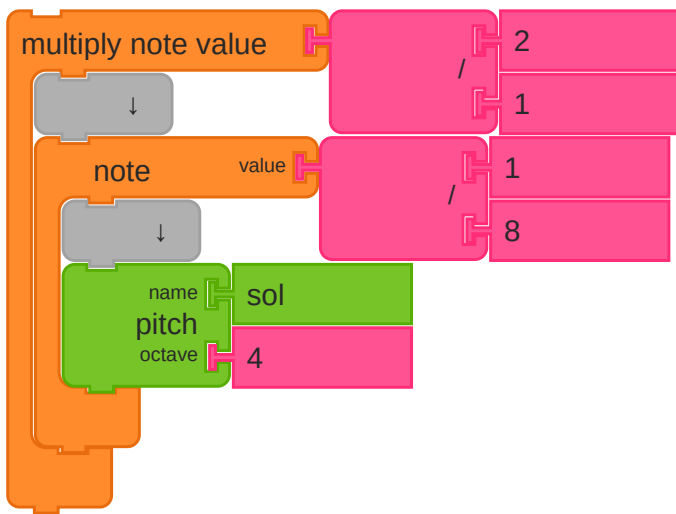 multiply note value
2
/
1
↓
note
value
1
/
8
↓
name
sol
pitch
octave
4